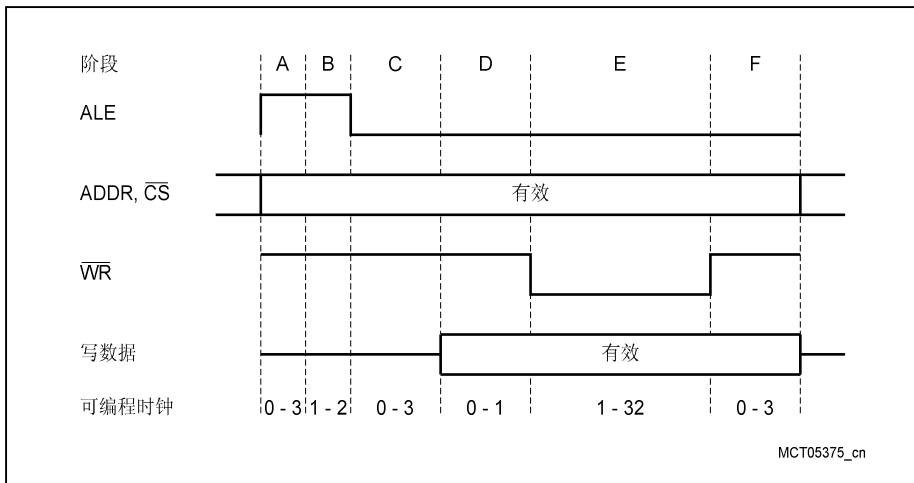 阶段 A B C D E F
ALE
ADDR, CS 有效
WR
写数据 有效
可编程时钟 0 - 3 1 - 2 0 - 3 0 - 1 1 - 32 0 - 3
MCT05375_cn